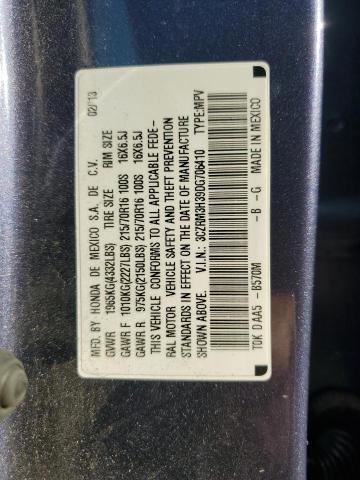 MFD. BY HONDA DE MEXICO S.A. DE C.V. 02/13
GVWR 1965KG(4332LBS) TIRE SIZE RIM SIZE
GAWR F 1010KG(2227LBS) 215/70R16 100S 16X6.5J
GAWR R 975KG(2150LBS) 215/70R16 100S 16X6.5J
THIS VEHICLE CONFORMS TO ALL APPLICABLE FEDE-
RAL MOTOR VEHICLE SAFETY AND THEFT PREVENTION
STANDARDS IN EFFECT ON THE DATE OF MANUFACTURE
SHOWN ABOVE. V.I.N.: 3CZRM3H39DG706410 TYPE:MPV
TOK D AA5 -B570M -B -G MADE IN MEXICO